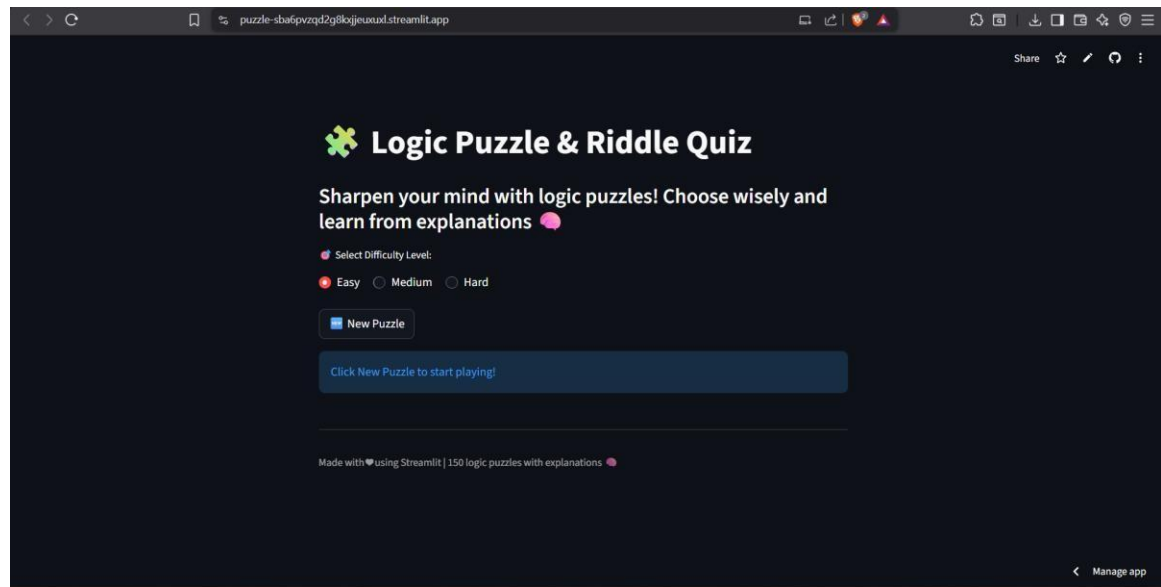 puzzle-sba6pvzqd2g8lojjeuxuxl.streamlit.app
Share
Logic Puzzle & Riddle Quiz
Sharpen your mind with logic puzzles! Choose wisely and
learn from explanations
Select Difficulty Level:
Easy Medium Hard
New Puzzle
Click New Puzzle to start playing!
Made with using Streamlit | 150 logic puzzles with explanations
Manage app